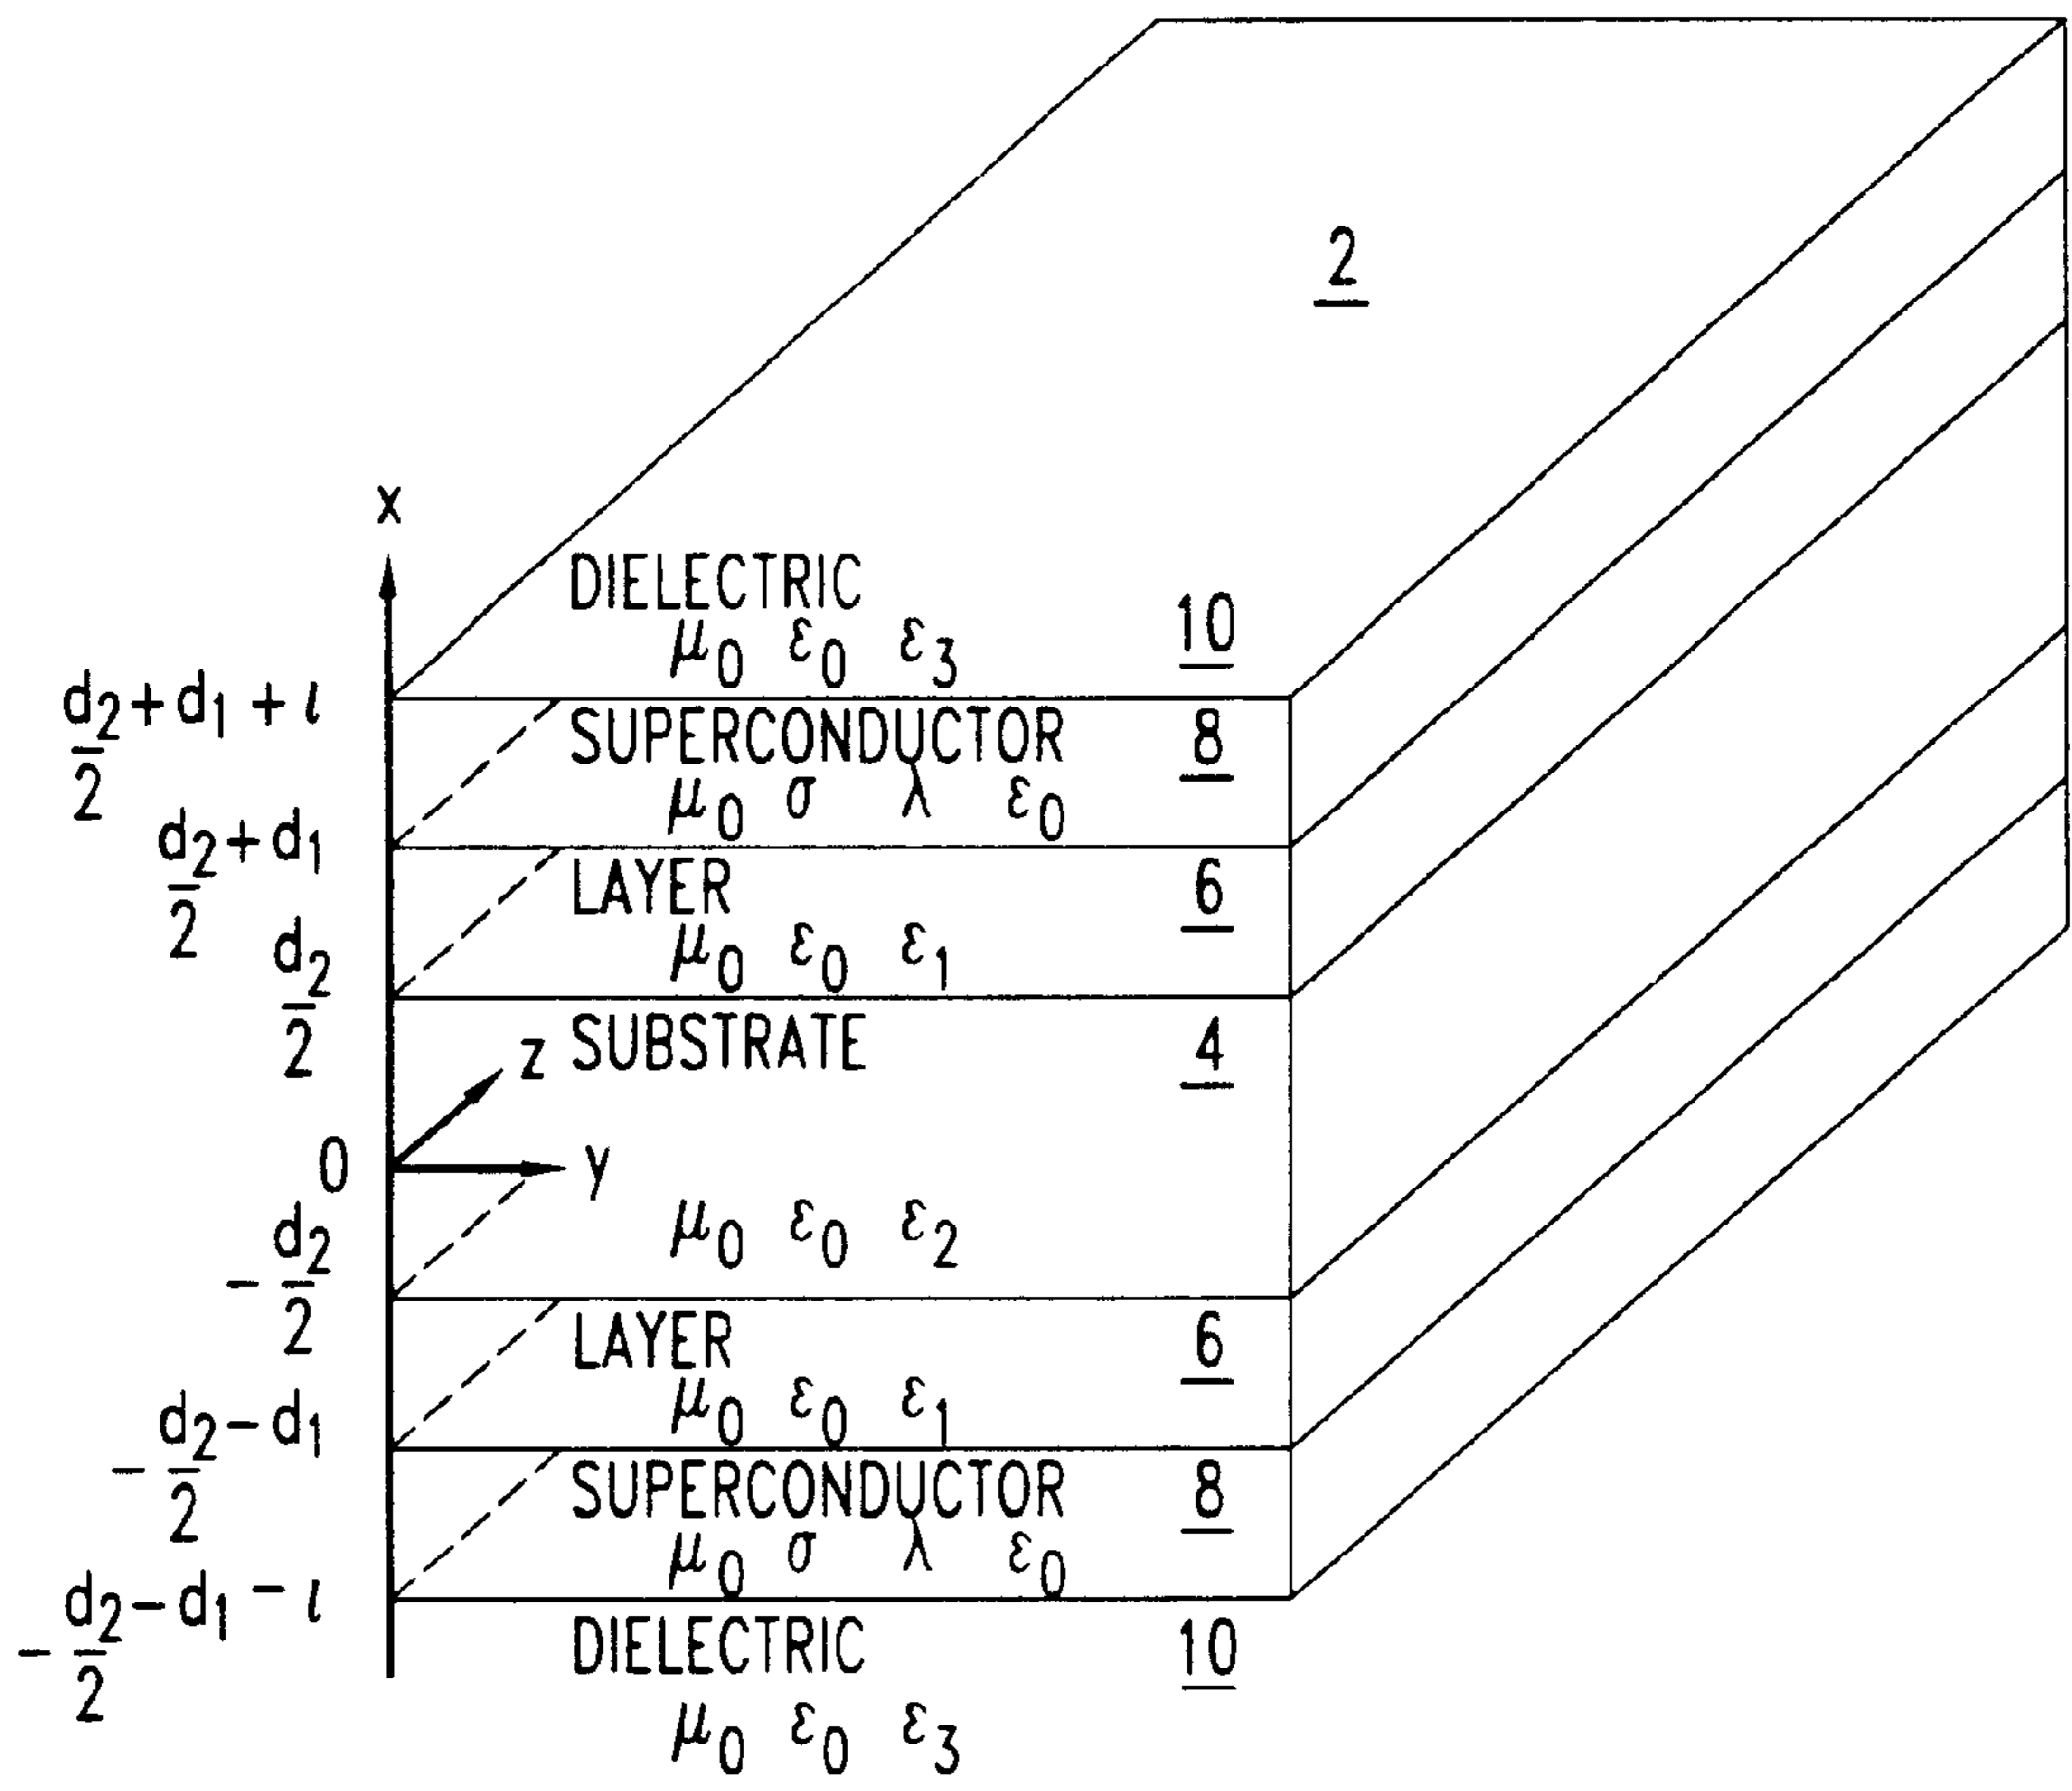 2
x
DIELECTRIC 10
μ0 ε0 ε3
d2/2 + d1 + l
SUPERCONDUCTOR 8
μ0 σ λ ε0
d2/2 + d1
LAYER 6
μ0 ε0 ε1
d2/2
SUBSTRATE 4
z
0
y
μ0 ε0 ε2
- d2/2
LAYER 6
μ0 ε0 ε1
- d2/2 - d1
SUPERCONDUCTOR 8
μ0 σ λ ε0
- d2/2 - d1 - l
DIELECTRIC 10
μ0 ε0 ε3